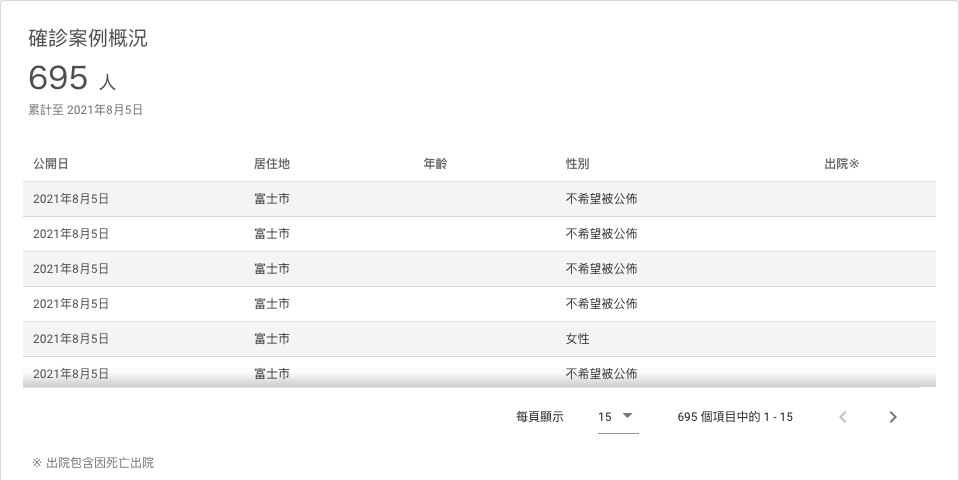 確診案例概況
695 人
累計至 2021年8月5日
公開日 居住地 年齡 性別 出院※
2021年8月5日 富士市 不希望被公佈
2021年8月5日 富士市 不希望被公佈
2021年8月5日 富士市 不希望被公佈
2021年8月5日 富士市 不希望被公佈
2021年8月5日 富士市 女性
2021年8月5日 富士市 不希望被公佈
每頁顯示 15 695 個項目中的 1 - 15
※ 出院包含因死亡出院